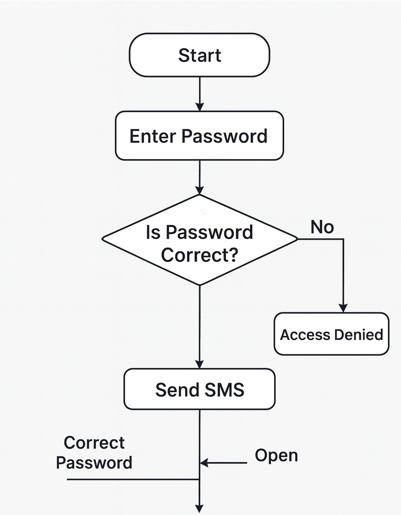 Start
Enter Password
Is Password
Correct?
No
Access Denied
Send SMS
Correct
Password
Open